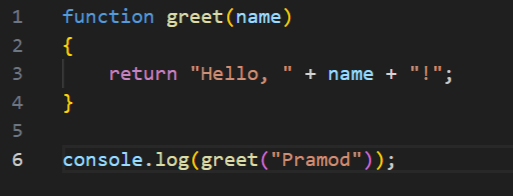 1 function greet(name)
2 {
3     return "Hello, " + name + "!";
4 }
5
6 console.log(greet("Pramod"));